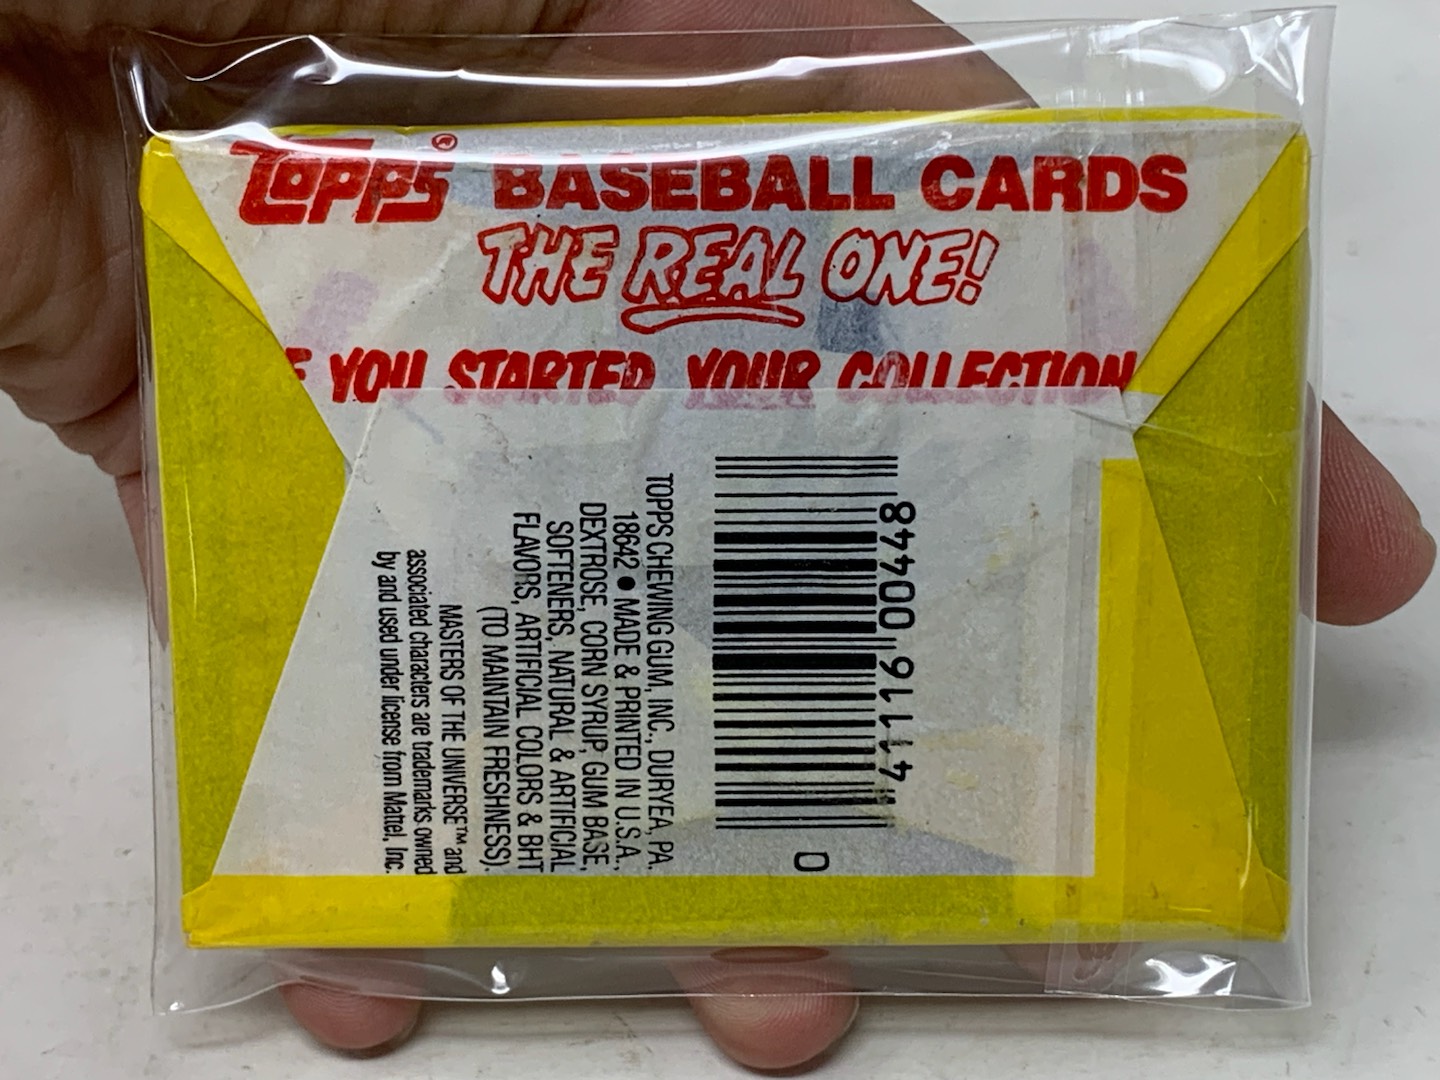 Topps® BASEBALL CARDS
THE REAL ONE!
YOU STARTED YOUR COLLECTION
0 41116 00448
TOPPS CHEWING GUM, INC., DURYEA, PA.
18642 • MADE & PRINTED IN U.S.A.,
DEXTROSE, CORN SYRUP, GUM BASE,
SOFTENERS, NATURAL & ARTIFICIAL
FLAVORS, ARTIFICIAL COLORS & BHT
(TO MAINTAIN FRESHNESS).
MASTERS OF THE UNIVERSE™ and
associated characters are trademarks owned
by and used under license from Mattel, Inc.